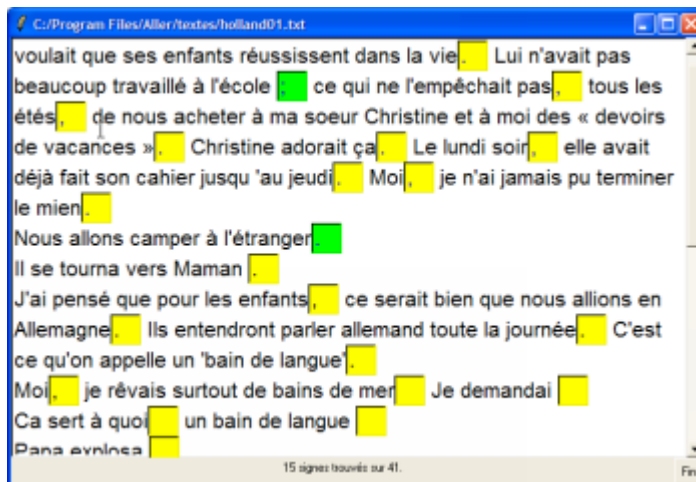 C:/Program Files/Aller/textes/holland01.txt
voulait que ses enfants réussissent dans la vie. Lui n'avait pas
beaucoup travaillé à l'école ; ce qui ne l'empêchait pas, tous les
étés, de nous acheter à ma soeur Christine et à moi des « devoirs
de vacances ». Christine adorait ça. Le lundi soir, elle avait
déjà fait son cahier jusqu 'au jeudi. Moi, je n'ai jamais pu terminer
le mien.
Nous allons camper à l'étranger.
Il se tourna vers Maman .
J'ai pensé que pour les enfants, ce serait bien que nous allions en
Allemagne. Ils entendront parler allemand toute la journée. C'est
ce qu'on appelle un 'bain de langue'.
Moi, je rêvais surtout de bains de mer Je demandai
Ca sert à quoi un bain de langue
Papa explosa
15 signes trouvés sur 41.
Fin